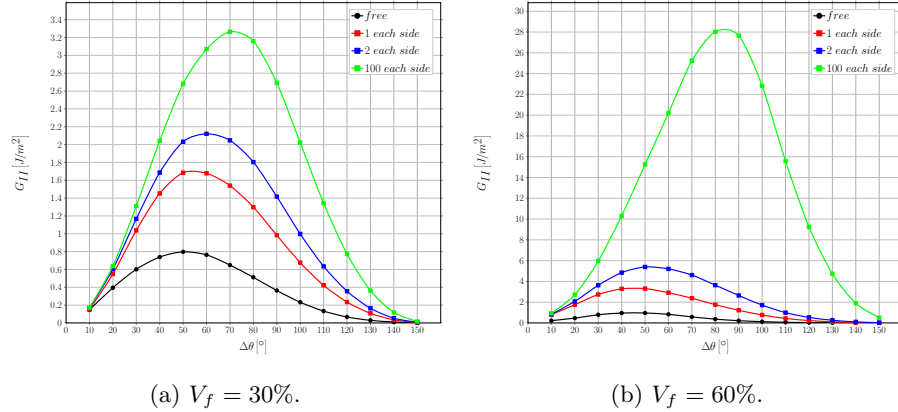 free
1 each side
2 each side
100 each side
G_{II} [J/m^2]
3.4
3.2
3
2.8
2.6
2.4
2.2
2
1.8
1.6
1.4
1.2
1
0.8
0.6
0.4
0.2
0
10 20 30 40 50 60 70 80 90 100 110 120 130 140 150
Δθ [°]
(a) V_f = 30%.
free
1 each side
2 each side
100 each side
G_{II} [J/m^2]
30
28
26
24
22
20
18
16
14
12
10
8
6
4
2
0
10 20 30 40 50 60 70 80 90 100 110 120 130 140 150
Δθ [°]
(b) V_f = 60%.